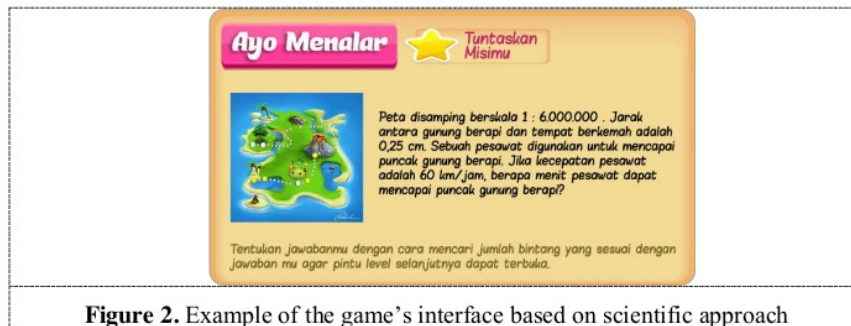 Ayo Menalar
Tuntaskan
Misimu
Peta disamping berskala 1 : 6.000.000 . Jarak
antara gunung berapi dan tempat berkemah adalah
0,25 cm. Sebuah pesawat digunakan untuk mencapai
puncak gunung berapi. Jika kecepatan pesawat
adalah 60 km/jam, berapa menit pesawat dapat
mencapai puncak gunung berapi?
Tentukan jawabanmu dengan cara mencari jumlah bintang yang sesuai dengan
jawaban mu agar pintu level selanjutnya dapat terbuka.
Figure 2. Example of the game's interface based on scientific approach